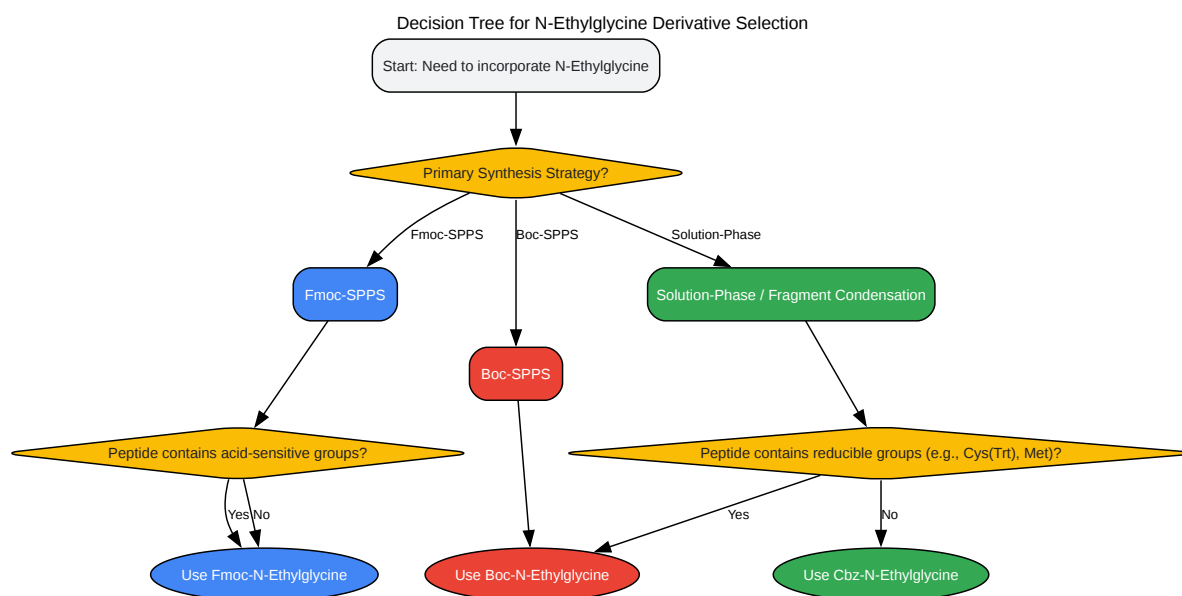 Decision Tree for N-Ethylglycine Derivative Selection
Start: Need to incorporate N-Ethylglycine
Primary Synthesis Strategy?
Fmoc-SPPS
Boc-SPPS
Solution-Phase
Fmoc-SPPS
Solution-Phase / Fragment Condensation
Boc-SPPS
Peptide contains acid-sensitive groups?
Peptide contains reducible groups (e.g., Cys(Trt), Met)?
Yes
No
Yes
No
Use Fmoc-N-Ethylglycine
Use Boc-N-Ethylglycine
Use Cbz-N-Ethylglycine